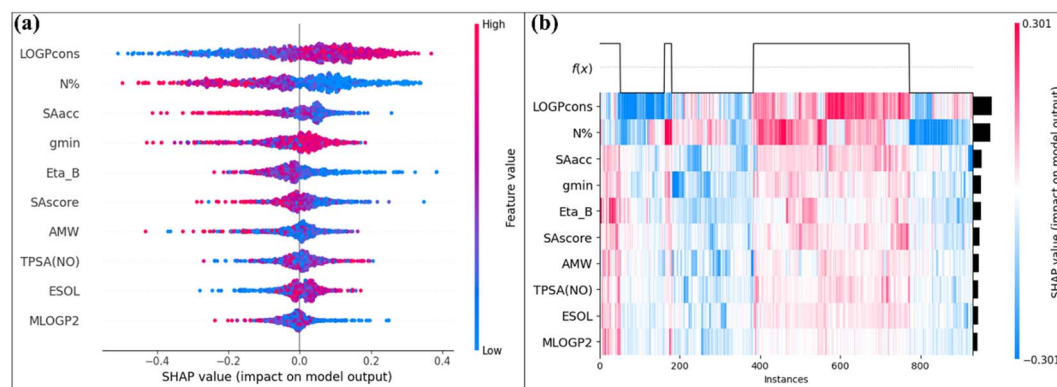 (a)
High
LOGPcons
N%
SAacc
gmin
Eta_B
SAscore
AMW
TPSA(NO)
ESOL
MLOGP2
Low
Feature value
−0.4
−0.2
0.0
0.2
0.4
SHAP value (impact on model output)
(b)
0.301
f(x)
LOGPcons
N%
SAacc
gmin
Eta_B
SAscore
AMW
TPSA(NO)
ESOL
MLOGP2
0
200
400
600
800
Instances
−0.301
SHAP value (impact on model output)